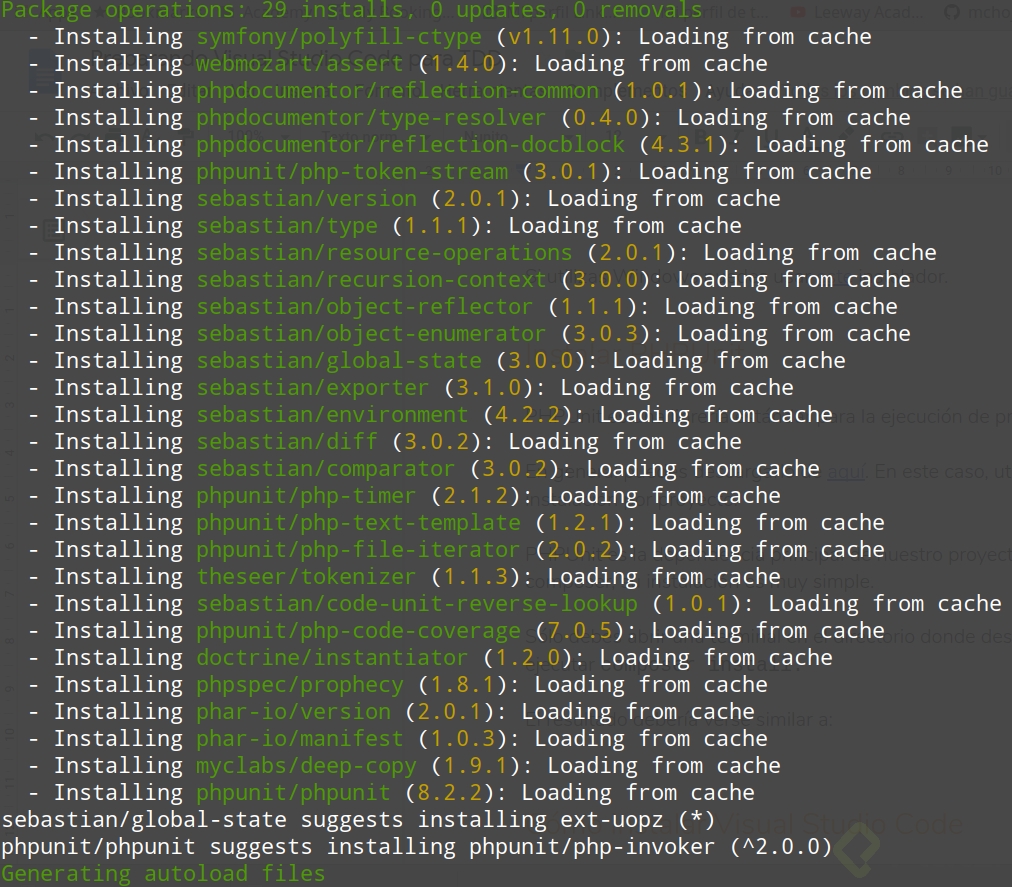 Package operations: 29 installs, 0 updates, 0 removals
- Installing symfony/polyfill-ctype (v1.11.0): Loading from cache
- Installing webmozart/assert (1.4.0): Loading from cache
- Installing phpdocumentor/reflection-common (1.0.1): Loading from cache
- Installing phpdocumentor/type-resolver (0.4.0): Loading from cache
- Installing phpdocumentor/reflection-docblock (4.3.1): Loading from cache
- Installing phpunit/php-token-stream (3.0.1): Loading from cache
- Installing sebastian/version (2.0.1): Loading from cache
- Installing sebastian/type (1.1.1): Loading from cache
- Installing sebastian/resource-operations (2.0.1): Loading from cache
- Installing sebastian/recursion-context (3.0.0): Loading from cache
- Installing sebastian/object-reflector (1.1.1): Loading from cache
- Installing sebastian/object-enumerator (3.0.3): Loading from cache
- Installing sebastian/global-state (3.0.0): Loading from cache
- Installing sebastian/exporter (3.1.0): Loading from cache
- Installing sebastian/environment (4.2.2): Loading from cache
- Installing sebastian/diff (3.0.2): Loading from cache
- Installing sebastian/comparator (3.0.2): Loading from cache
- Installing phpunit/php-timer (2.1.2): Loading from cache
- Installing phpunit/php-text-template (1.2.1): Loading from cache
- Installing phpunit/php-file-iterator (2.0.2): Loading from cache
- Installing theseer/tokenizer (1.1.3): Loading from cache
- Installing sebastian/code-unit-reverse-lookup (1.0.1): Loading from cache
- Installing phpunit/php-code-coverage (7.0.5): Loading from cache
- Installing doctrine/instantiator (1.2.0): Loading from cache
- Installing phpspec/prophecy (1.8.1): Loading from cache
- Installing phar-io/version (2.0.1): Loading from cache
- Installing phar-io/manifest (1.0.3): Loading from cache
- Installing myclabs/deep-copy (1.9.1): Loading from cache
- Installing phpunit/phpunit (8.2.2): Loading from cache
sebastian/global-state suggests installing ext-uopz (*)
phpunit/phpunit suggests installing phpunit/php-invoker (^2.0.0)
Generating autoload files